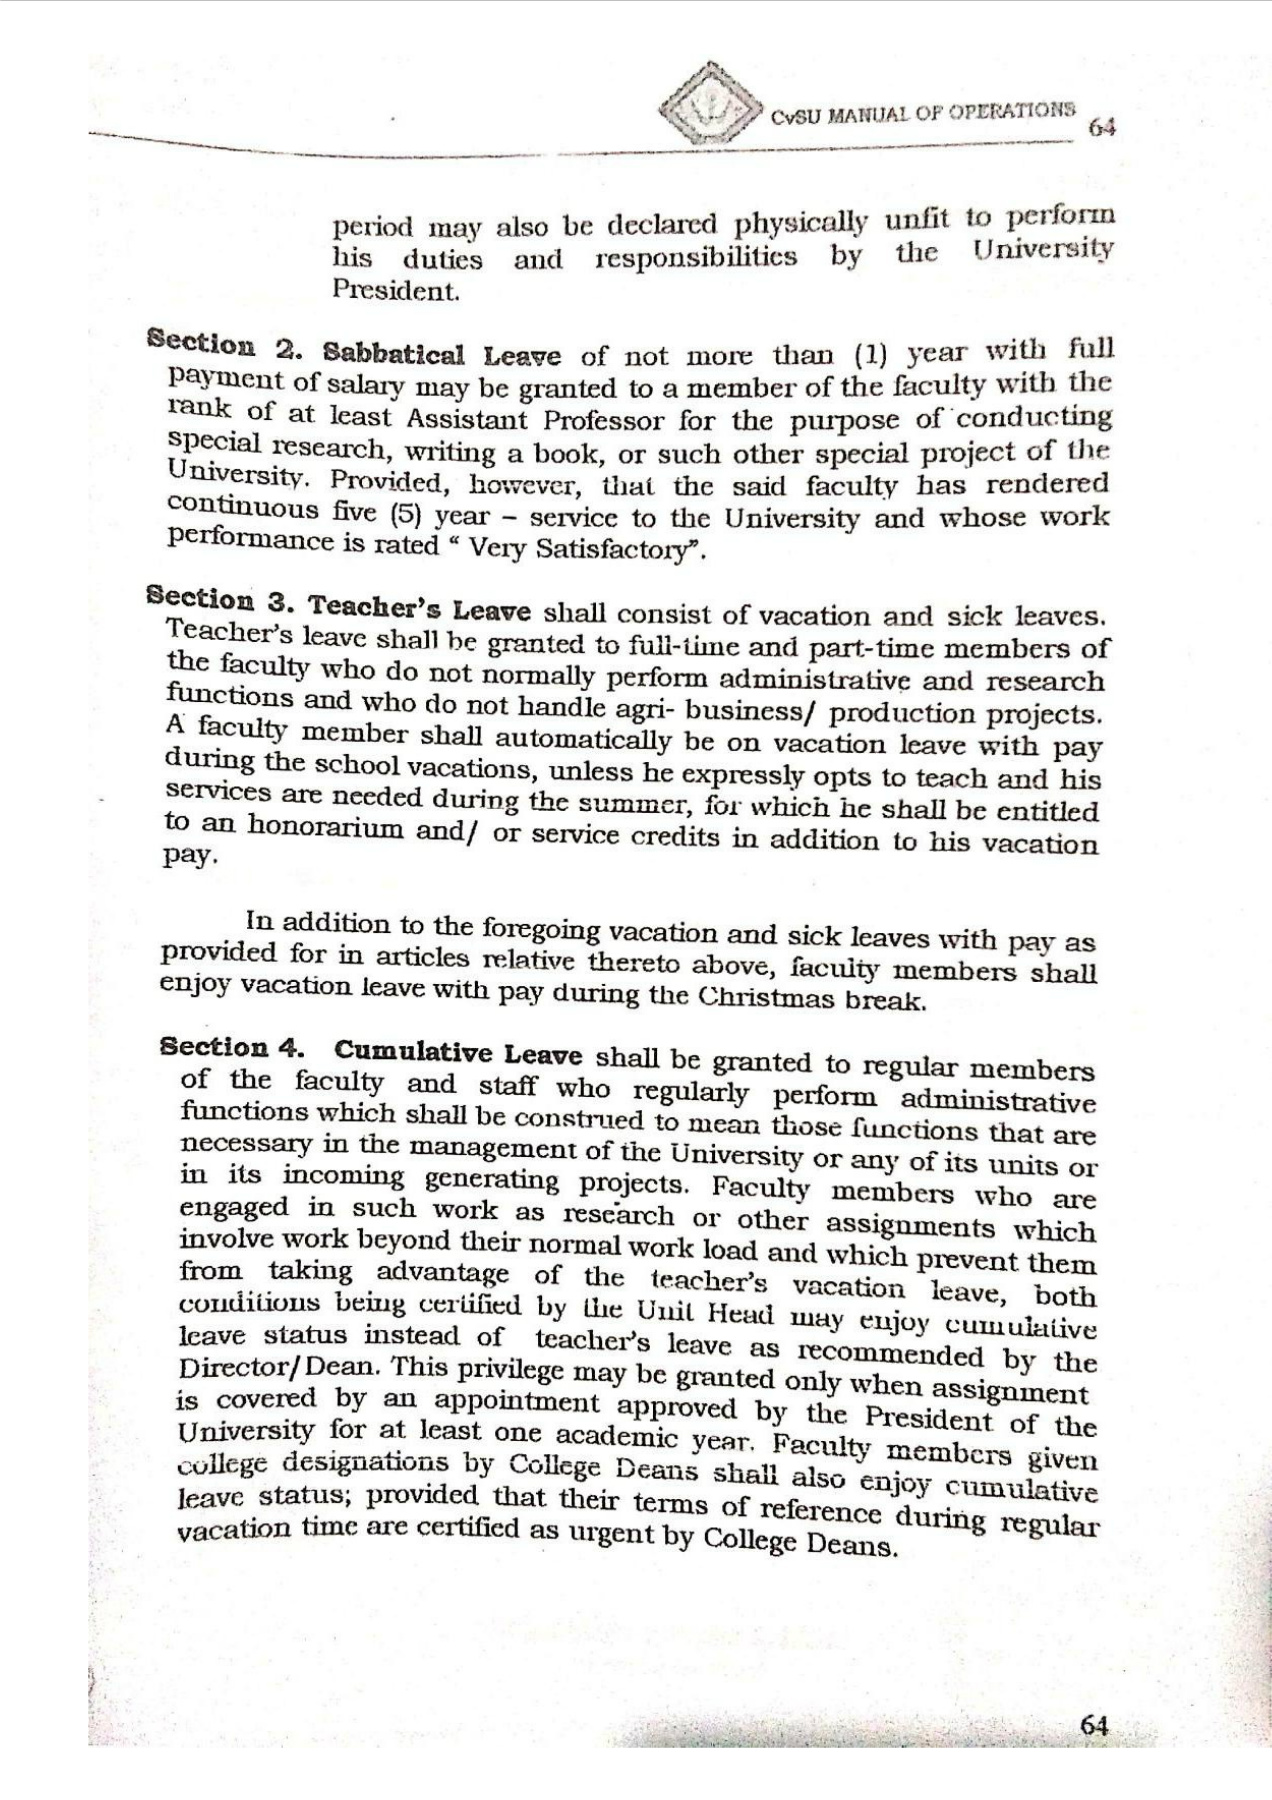 CvSU MANUAL OF OPERATIONS
64
period may also be declared physically unfit to perform
his duties and responsibilities by the University
President.
Section 2. Sabbatical Leave of not more than (1) year with full
payment of salary may be granted to a member of the faculty with the
rank of at least Assistant Professor for the purpose of conducting
special research, writing a book, or such other special project of the
University. Provided, however, that the said faculty has rendered
continuous five (5) year – service to the University and whose work
performance is rated “ Very Satisfactory”.
Section 3. Teacher’s Leave shall consist of vacation and sick leaves.
Teacher’s leave shall be granted to full-time and part-time members of
the faculty who do not normally perform administrative and research
functions and who do not handle agri- business/ production projects.
A faculty member shall automatically be on vacation leave with pay
during the school vacations, unless he expressly opts to teach and his
services are needed during the summer, for which he shall be entitled
to an honorarium and/ or service credits in addition to his vacation
pay.
In addition to the foregoing vacation and sick leaves with pay as
provided for in articles relative thereto above, faculty members shall
enjoy vacation leave with pay during the Christmas break.
Section 4. Cumulative Leave shall be granted to regular members
of the faculty and staff who regularly perform administrative
functions which shall be construed to mean those functions that are
necessary in the management of the University or any of its units or
in its incoming generating projects. Faculty members who are
engaged in such work as research or other assignments which
involve work beyond their normal work load and which prevent them
from taking advantage of the teacher’s vacation leave, both
conditions being certified by the Unit Head may enjoy cumulative
leave status instead of teacher’s leave as recommended by the
Director/Dean. This privilege may be granted only when assignment
is covered by an appointment approved by the President of the
University for at least one academic year. Faculty members given
college designations by College Deans shall also enjoy cumulative
leave status; provided that their terms of reference during regular
vacation time are certified as urgent by College Deans.
64